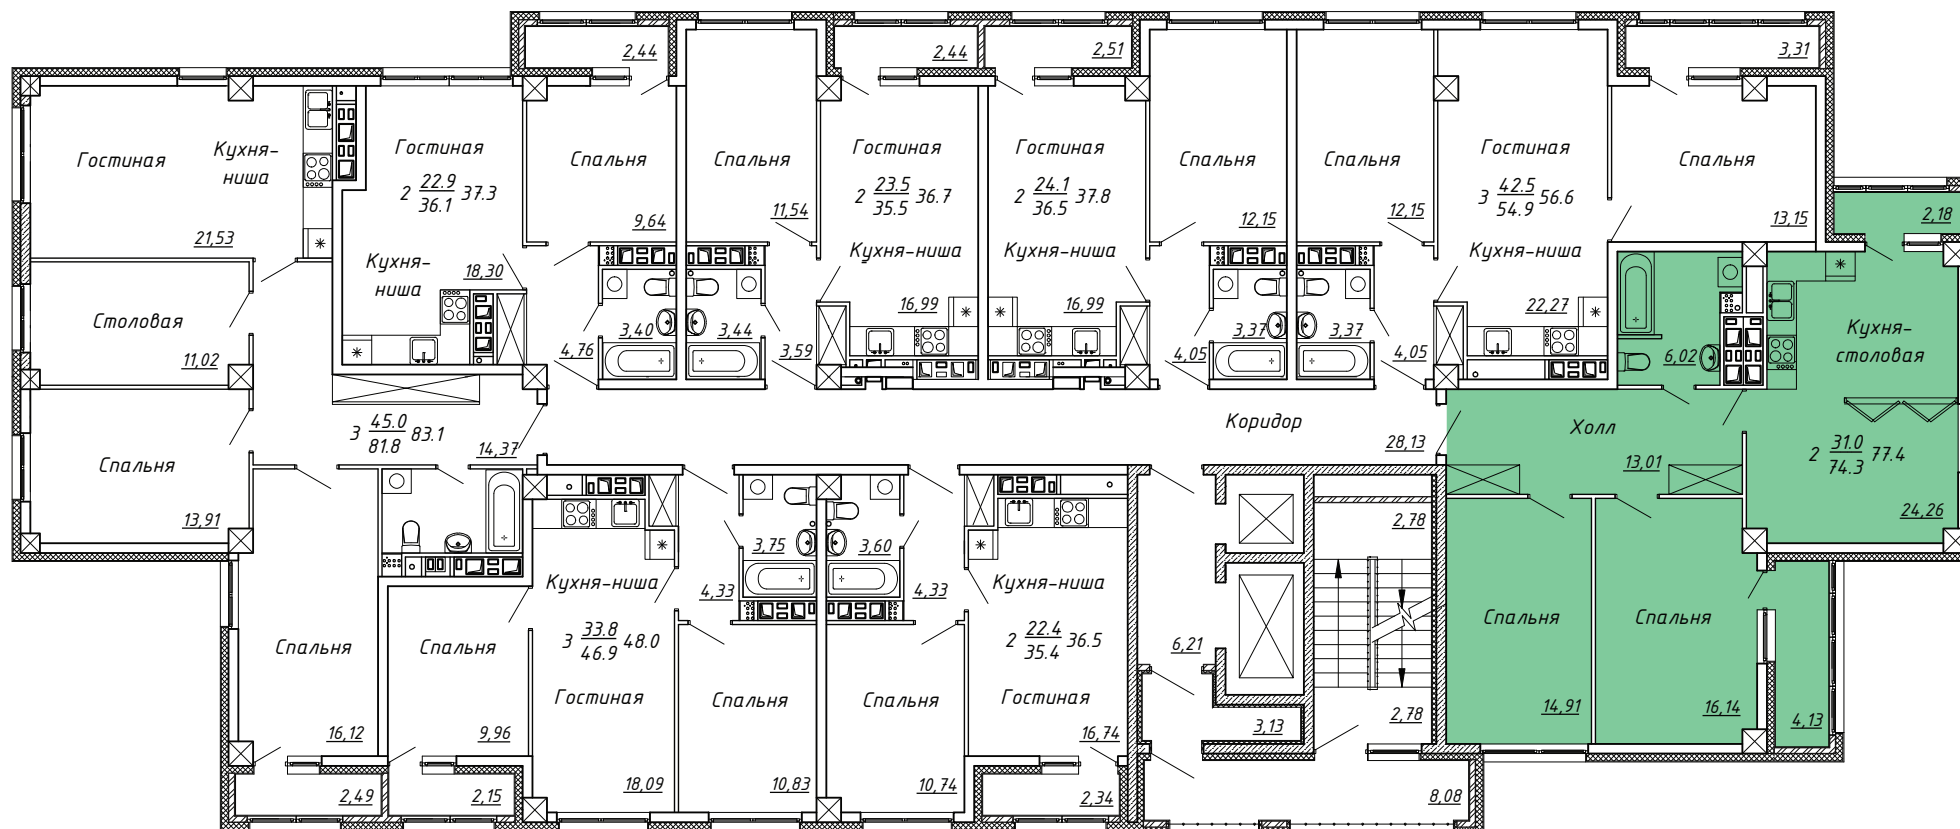 2,44
2,44
2,51
3,31
Гостиная
Кухня-
ниша
21,53
Гостиная
2 22.9 37.3
36.1
Кухня-
ниша
18,30
Спальня
9,64
Спальня
11,54
Гостиная
2 23.5 36.7
35.5
Кухня-ниша
16,99
Гостиная
2 24.1 37.8
36.5
Кухня-ниша
16,99
Спальня
12,15
Спальня
12,15
Гостиная
3 42.5 56.6
54.9
Кухня-ниша
22,27
Спальня
13,15
2,18
Столовая
11,02
4,76
3,40
3,44
3,59
4,05
3,37
3,37
4,05
6,02
Кухня-
столовая
3 45.0 83.1
81.8
14,37
Коридор
28,13
Холл
13,01
2 31.0 77.4
74.3
24,26
Спальня
13,91
3,75
3,60
2,78
Кухня-ниша
4,33
4,33
Кухня-ниша
Спальня
16,12
Спальня
9,96
3 33.8 48.0
46.9
Гостиная
18,09
Спальня
10,83
Спальня
10,74
2 22.4 36.5
35.4
Гостиная
16,74
6,21
3,13
2,78
Спальня
14,91
Спальня
16,14
4,13
2,49
2,15
2,34
8,08